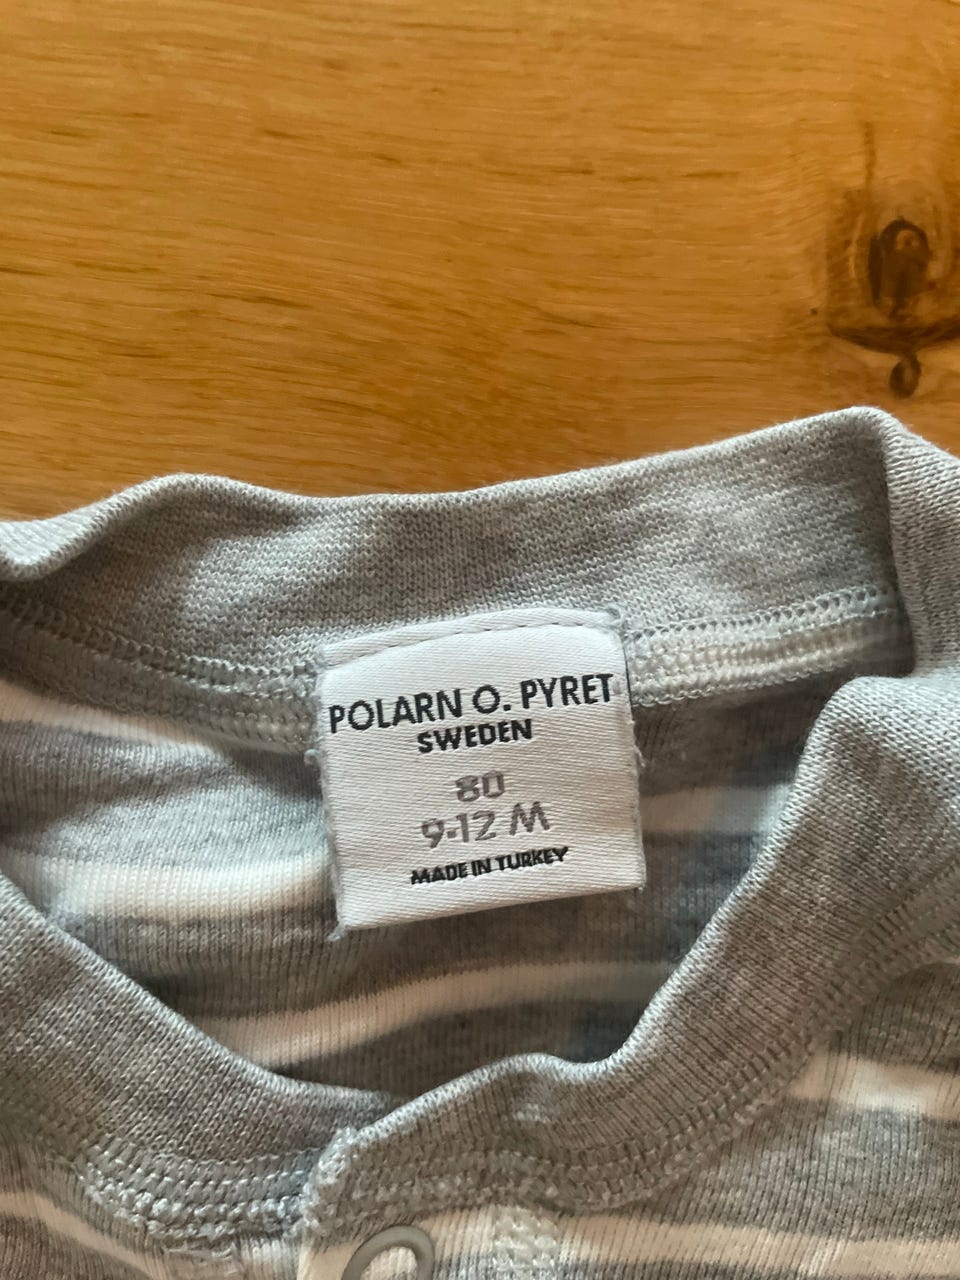 POLARN O. PYRET
SWEDEN
80
9-12 M
MADE IN TURKEY